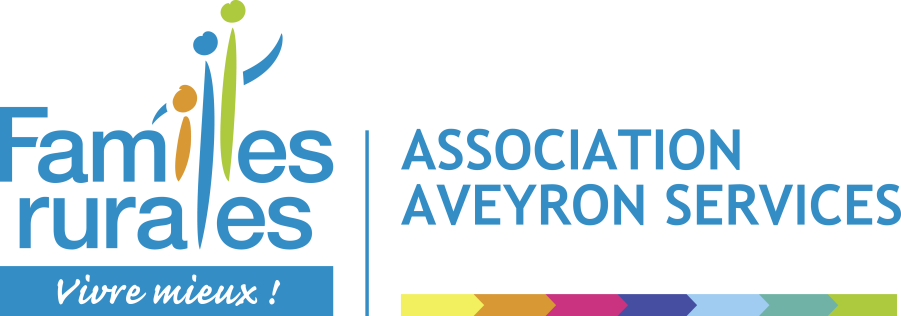 Familles
rurales
Vivre mieux !
ASSOCIATION
AVEYRON SERVICES